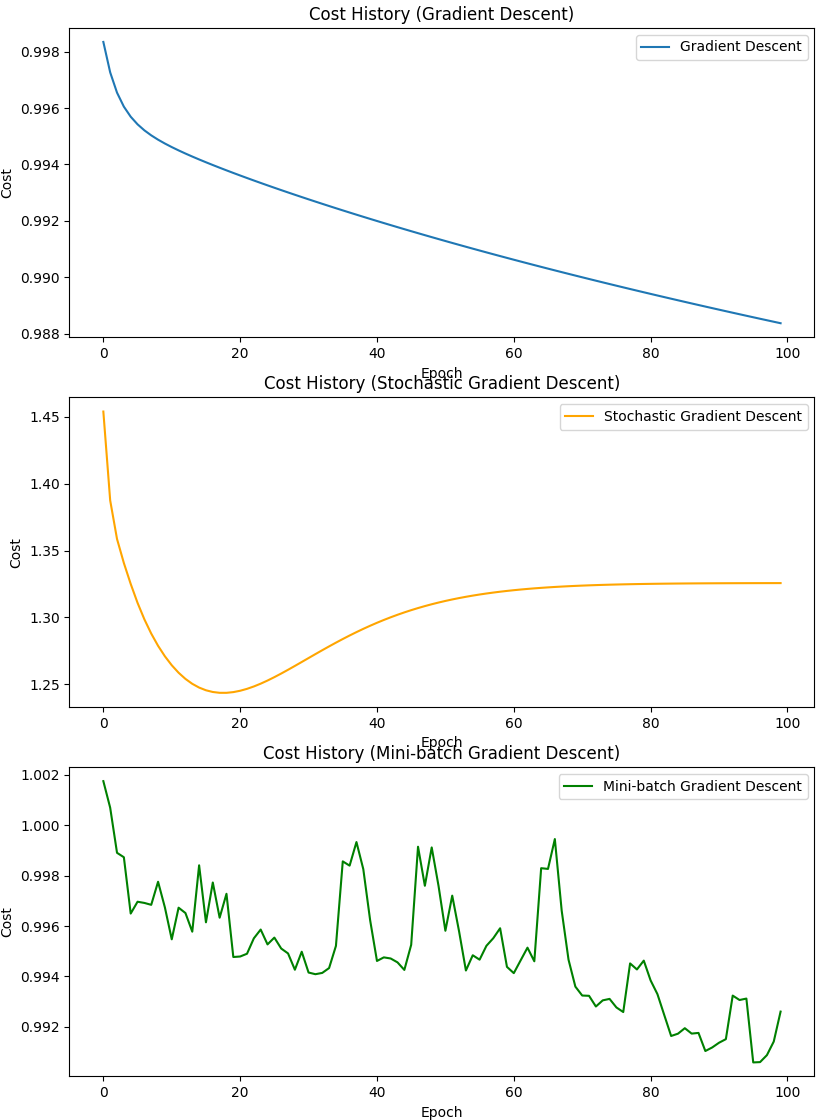 Cost History (Gradient Descent)
Gradient Descent
Cost
0.998
0.996
0.994
0.992
0.990
0.988
0 20 40 60 80 100
Epoch
Cost History (Stochastic Gradient Descent)
Stochastic Gradient Descent
Cost
1.45
1.40
1.35
1.30
1.25
0 20 40 60 80 100
Epoch
Cost History (Mini-batch Gradient Descent)
Mini-batch Gradient Descent
Cost
1.002
1.000
0.998
0.996
0.994
0.992
0 20 40 60 80 100
Epoch